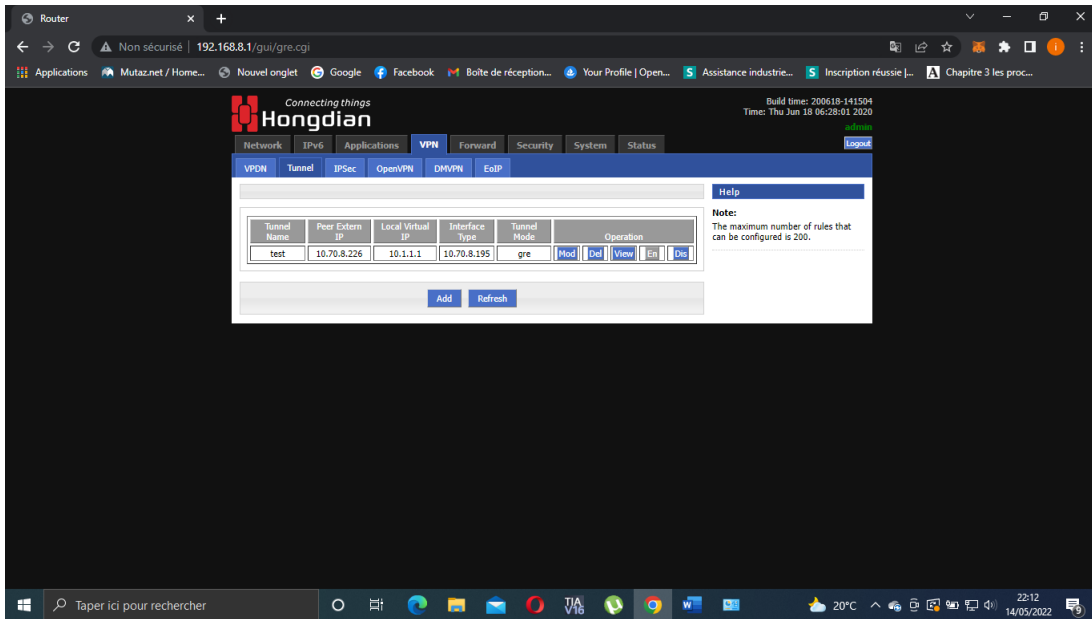 Router
Non sécurisé | 192.168.8.1/gui/gre.cgi
Applications Mutaz.net / Home... Nouvel onglet Google Facebook Boîte de réception... Your Profile | Open... Assistance industrie... Inscription réussie |... Chapitre 3 les proc...
Connecting things
Hongdian
Build time: 200618-141504
Time: Thu Jun 18 06:28:01 2020
admin
Logout
Network IPv6 Applications VPN Forward Security System Status
VPDN Tunnel IPSec OpenVPN DMVPN EoIP
Help
Note:
The maximum number of rules that
can be configured is 200.
Tunnel Name Peer Extern IP Local Virtual IP Interface Type Tunnel Mode Operation
test 10.70.8.226 10.1.1.1 10.70.8.195 gre Mod Del View En Dis
Add Refresh
Taper ici pour rechercher
TIA V16
20°C
22:12
14/05/2022
9